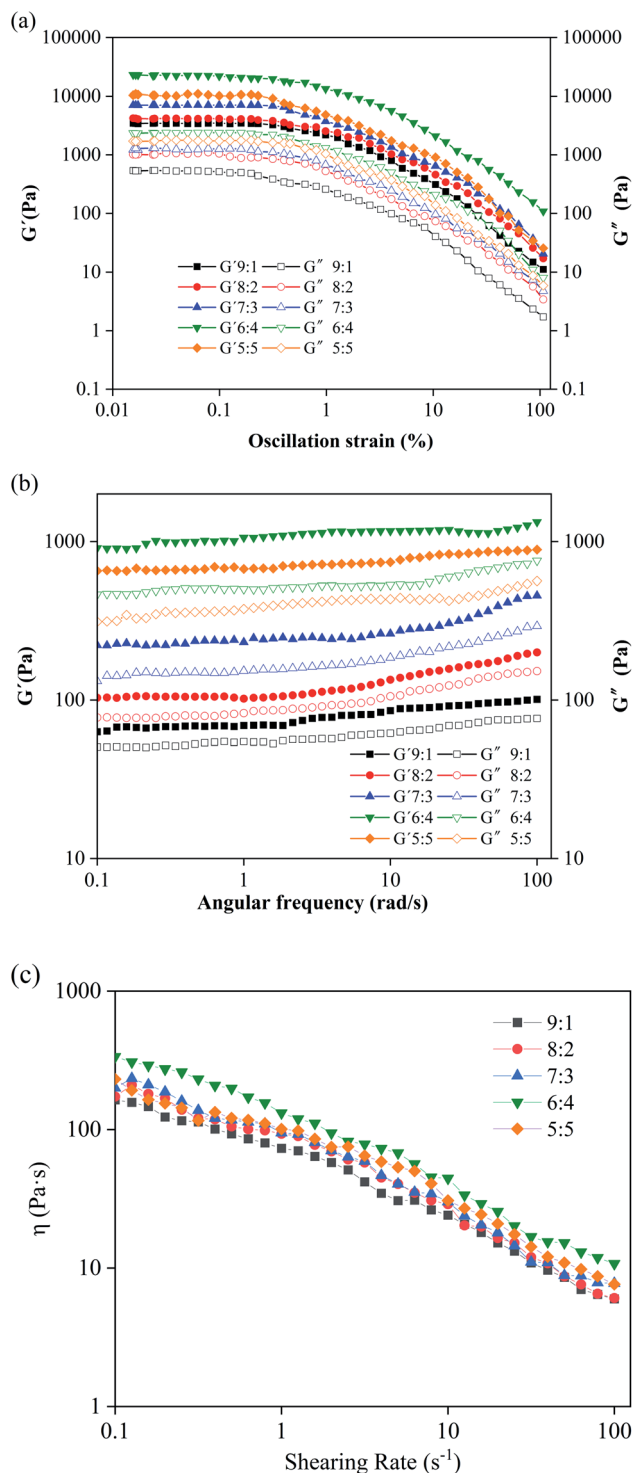 (a)
100000
100000
10000
10000
1000
1000
100
100
10
10
1
1
0.1
0.1
G′(Pa)
G″ (Pa)
G′9:1 G″ 9:1
G′8:2 G″ 8:2
G′7:3 G″ 7:3
G′6:4 G″ 6:4
G′5:5 G″ 5:5
0.01 0.1 1 10 100
Oscillation strain (%)
(b)
1000
1000
100
100
10
10
G′(Pa)
G″ (Pa)
G′9:1 G″ 9:1
G′8:2 G″ 8:2
G′7:3 G″ 7:3
G′6:4 G″ 6:4
G′5:5 G″ 5:5
0.1 1 10 100
Angular frequency (rad/s)
(c)
1000
100
10
1
η (Pa·s)
9:1
8:2
7:3
6:4
5:5
0.1 1 10 100
Shearing Rate (s⁻¹)